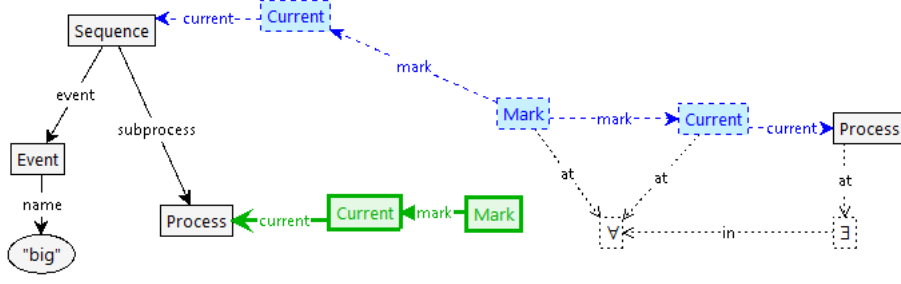 Sequence
current
Current
mark
Mark
mark
Current
current
Process
event
subprocess
at
at
at
Event
name
"big"
Process
current
Current
mark
Mark
∀
in
∃